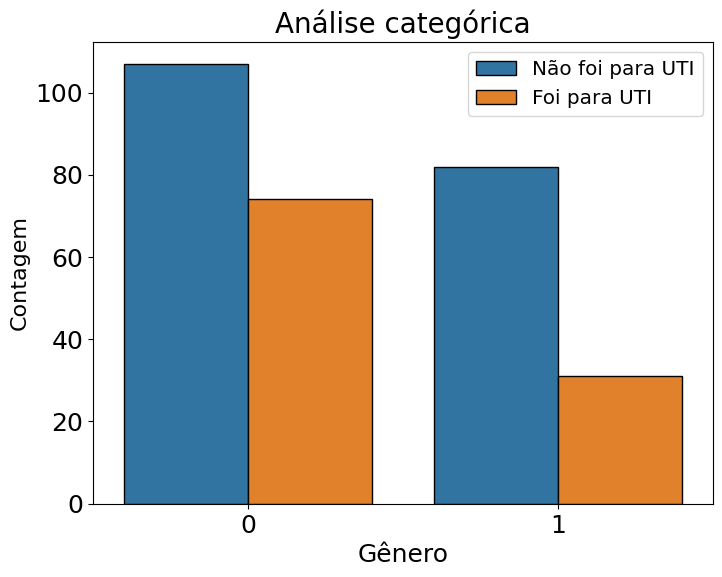 Análise categórica
Não foi para UTI
Foi para UTI
100
80
60
40
20
0
Contagem
0
1
Gênero